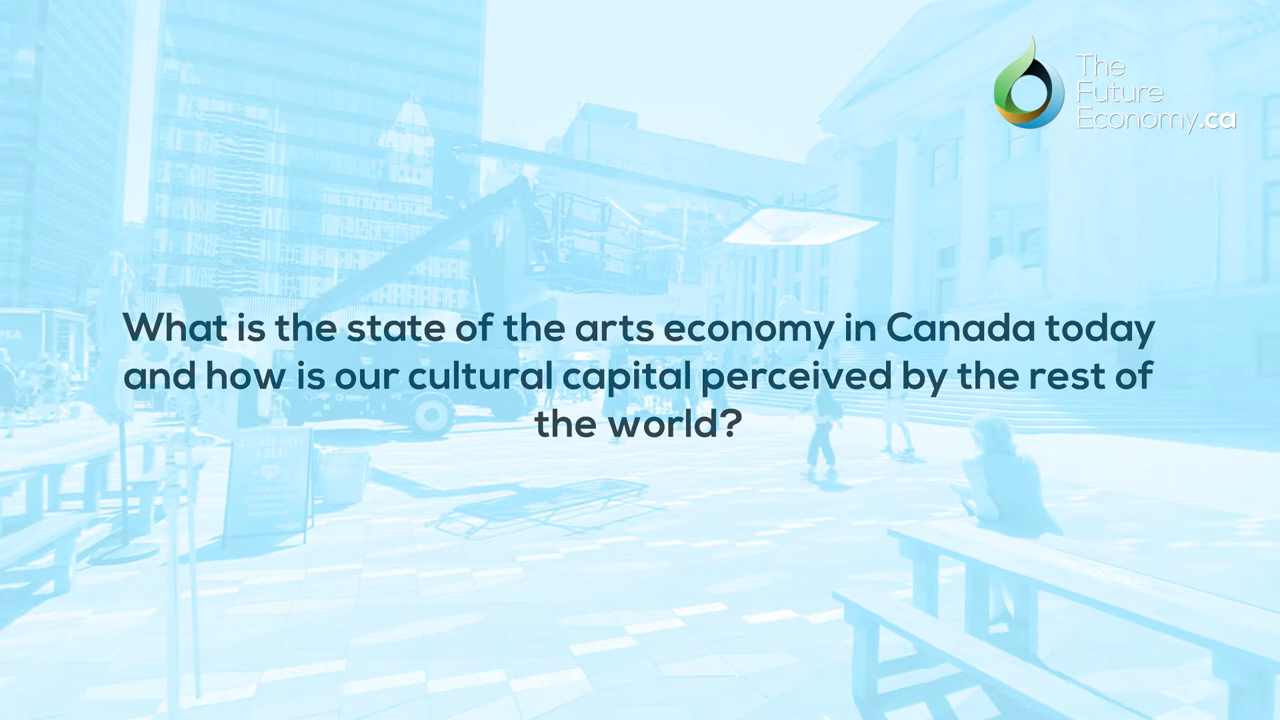 The
Future
Economy.ca
What is the state of the arts economy in Canada today
and how is our cultural capital perceived by the rest of
the world?